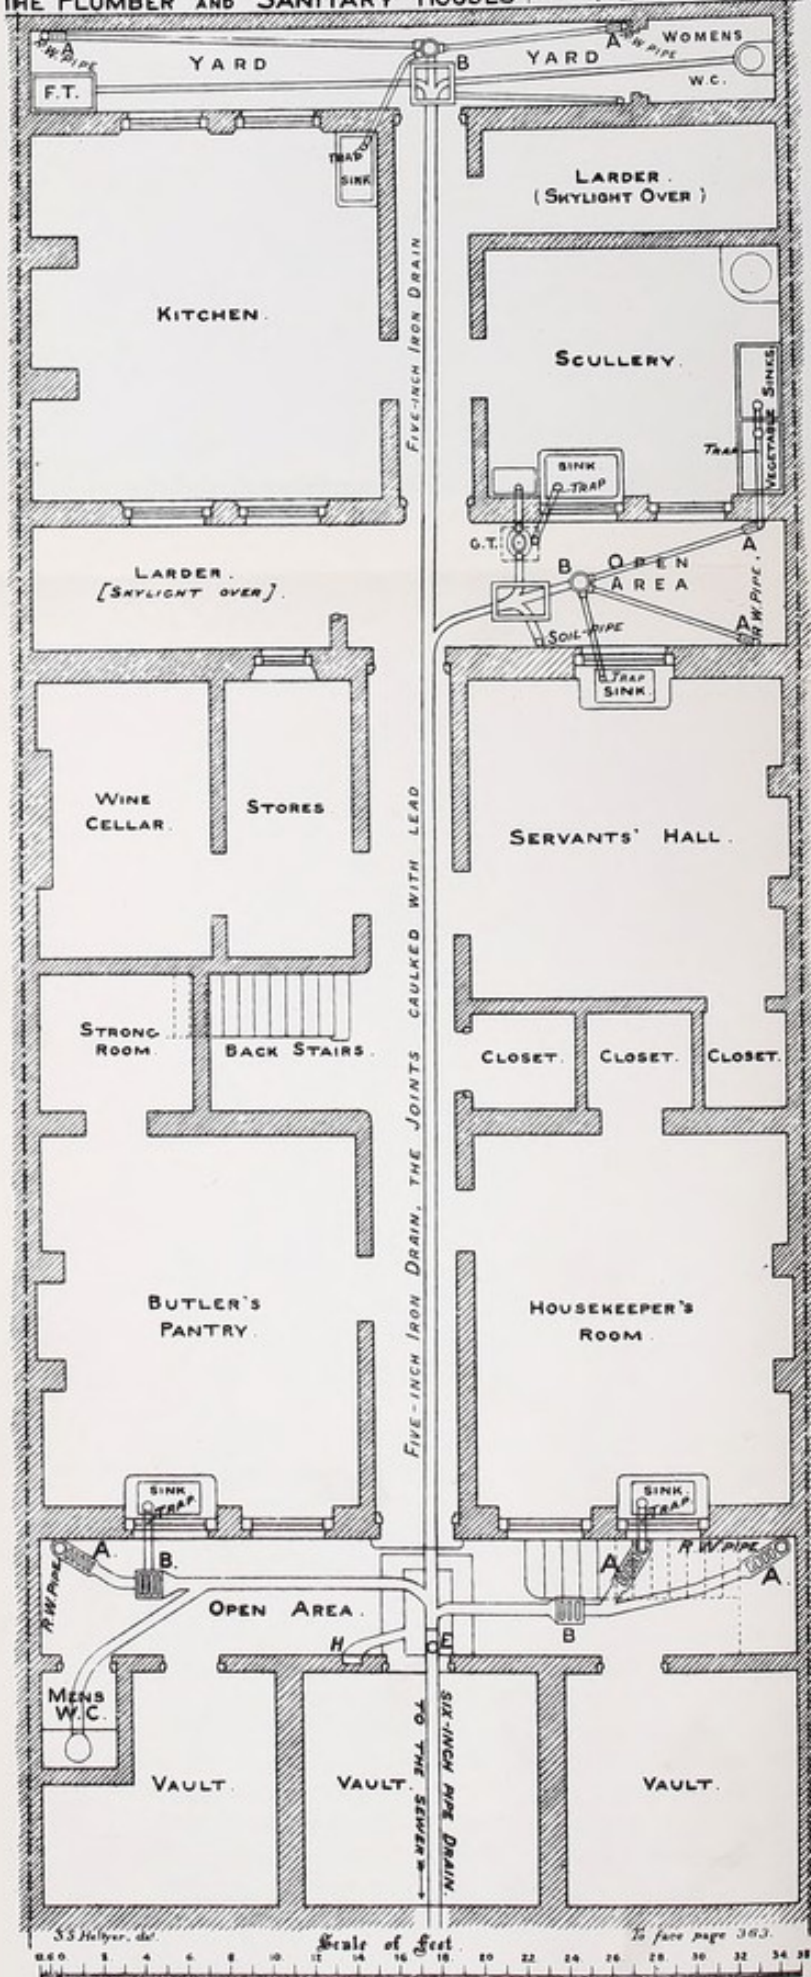 THE PLUMBER AND SANITARY HOUSES
R.W. PIPE
A
YARD
B
YARD
A
R.W. PIPE
WOMENS
W.C.
F.T.
TRAP
SINK
LARDER.
(SKYLIGHT OVER)
KITCHEN.
FIVE-INCH IRON DRAIN
SCULLERY.
VEGETABLE SINKS.
TRAP
SINK
TRAP
G.T.
B
OPEN
AREA
A
R.W. PIPE.
A
SOIL-PIPE
LARDER.
[SKYLIGHT OVER].
TRAP
SINK.
WINE
CELLAR.
STORES
SERVANTS' HALL.
FIVE-INCH IRON DRAIN, THE JOINTS CAULKED WITH LEAD
STRONG
ROOM.
BACK STAIRS.
CLOSET.
CLOSET.
CLOSET.
BUTLER'S
PANTRY.
HOUSEKEEPER'S
ROOM.
SINK
TRAP
SINK.
TRAP
R.W. PIPE
A.
B.
A
R W PIPE
A
OPEN AREA.
B
H
E
MENS
W.C.
VAULT.
VAULT.
TO THE SEWER
SIX-INCH PIPE DRAIN.
VAULT.
S.S. Hellyer. del.
Scale of Feet.
To face page 363.
2. 4. 6 8 10. 12. 14 16 18. 20 22. 24. 26. 28. 30. 32 34